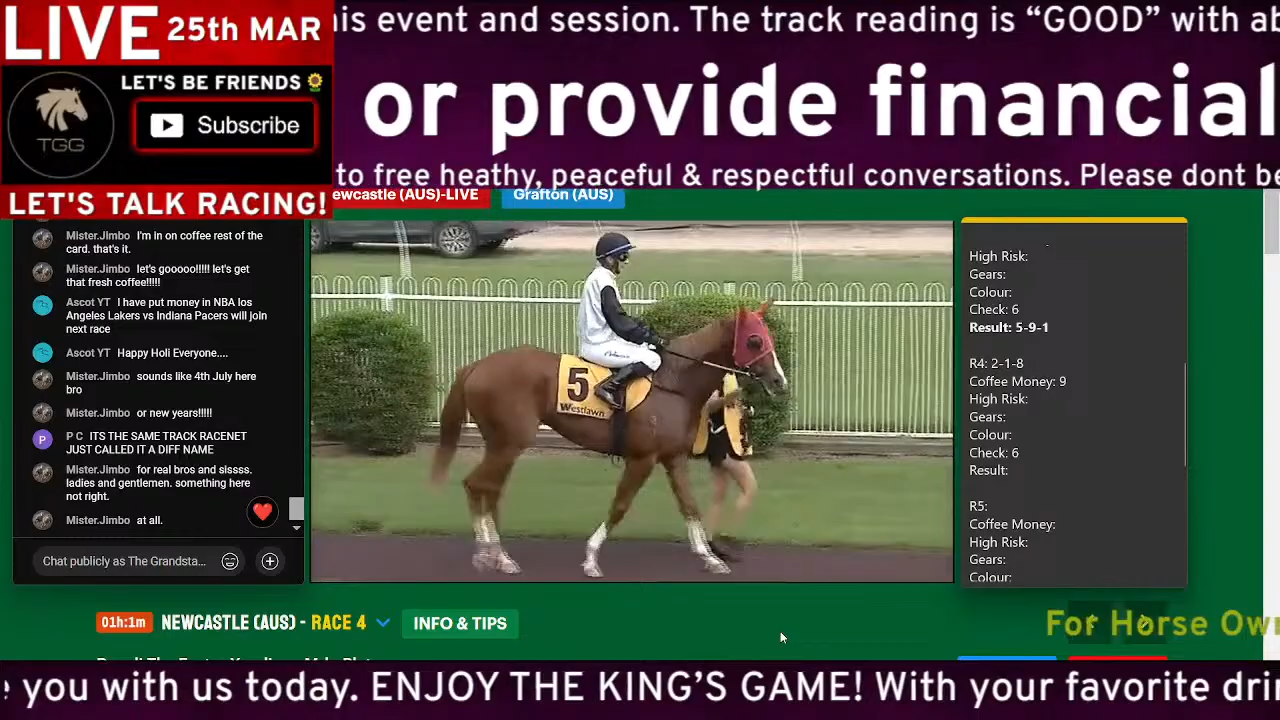 LIVE 25th MAR
is event and session. The track reading is “GOOD” with ab
LET'S BE FRIENDS
Subscribe
TGG
or provide financial
to free heathy, peaceful & respectful conversations. Please dont be
LET'S TALK RACING!
ewcastle (AUS)-LIVE
Grafton (AUS)
Mister.Jimbo I'm in on coffee rest of the
card. that's it.
Mister.Jimbo let's gooooo!!!!! let's get
that fresh coffee!!!!!
Ascot YT I have put money in NBA los
Angeles Lakers vs Indiana Pacers will join
next race
Ascot YT Happy Holi Everyone....
Mister.Jimbo sounds like 4th July here
bro
Mister.Jimbo or new years!!!!!
P
P C ITS THE SAME TRACK RACENET
JUST CALLED IT A DIFF NAME
Mister.Jimbo for real bros and sissss.
ladies and gentlemen. something here
not right.
Mister.Jimbo at all.
Chat publicly as The Grandsta...
5
Westlawn
High Risk:
Gears:
Colour:
Check: 6
Result: 5-9-1
R4: 2-1-8
Coffee Money: 9
High Risk:
Gears:
Colour:
Check: 6
Result:
R5:
Coffee Money:
High Risk:
Gears:
Colour:
01h:1m
NEWCASTLE (AUS) - RACE 4
INFO & TIPS
For Horse Own
e you with us today. ENJOY THE KING’S GAME! With your favorite drin